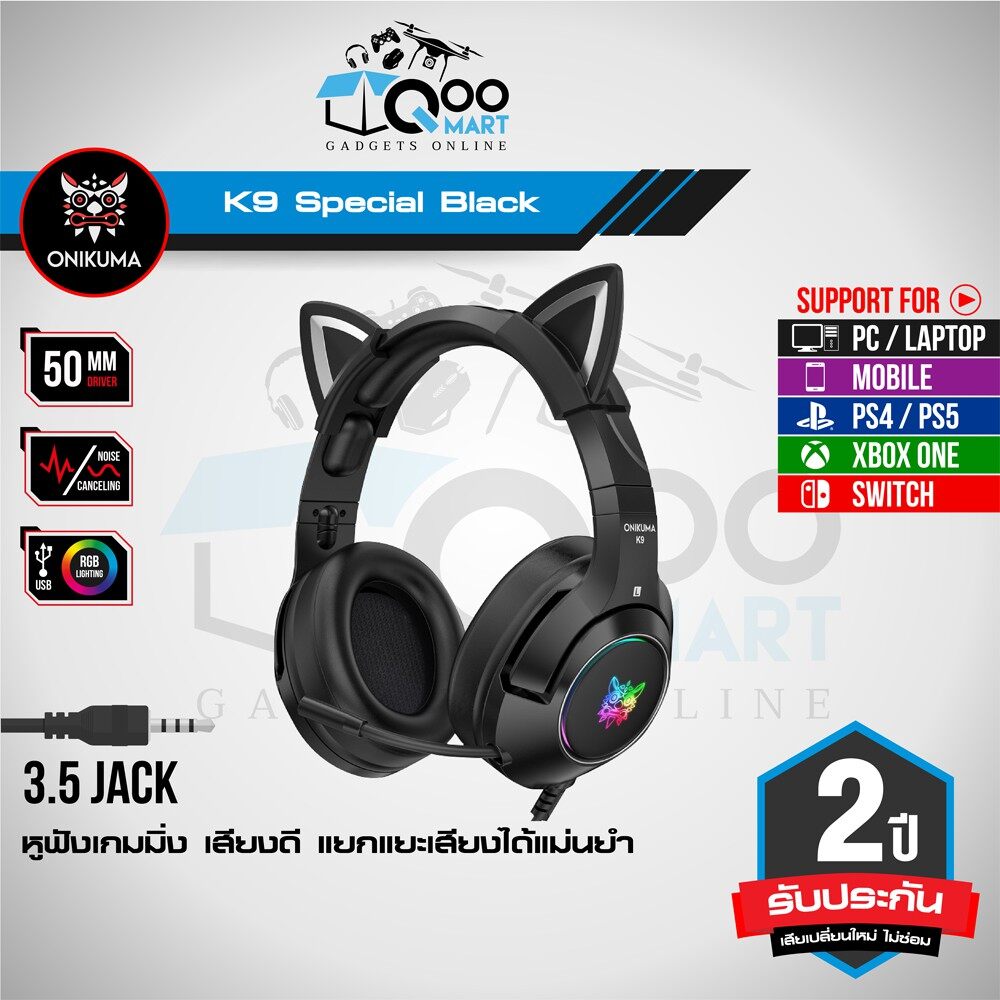 QOO
MART
GADGETS ONLINE
ONIKUMA
K9 Special Black
SUPPORT FOR
PC / LAPTOP
MOBILE
PS4 / PS5
XBOX ONE
SWITCH
50 MM
DRIVER
NOISE
CANCELING
USB
RGB
LIGHTING
ONIKUMA
K9
L
QOO
MART
GADGETS ONLINE
3.5 JACK
หูฟังเกมมิ่ง เสียงดี แยกแยะเสียงได้แม่นยำ
2 ปี
รับประกัน
เสียเปลี่ยนใหม่ ไม่ซ่อม